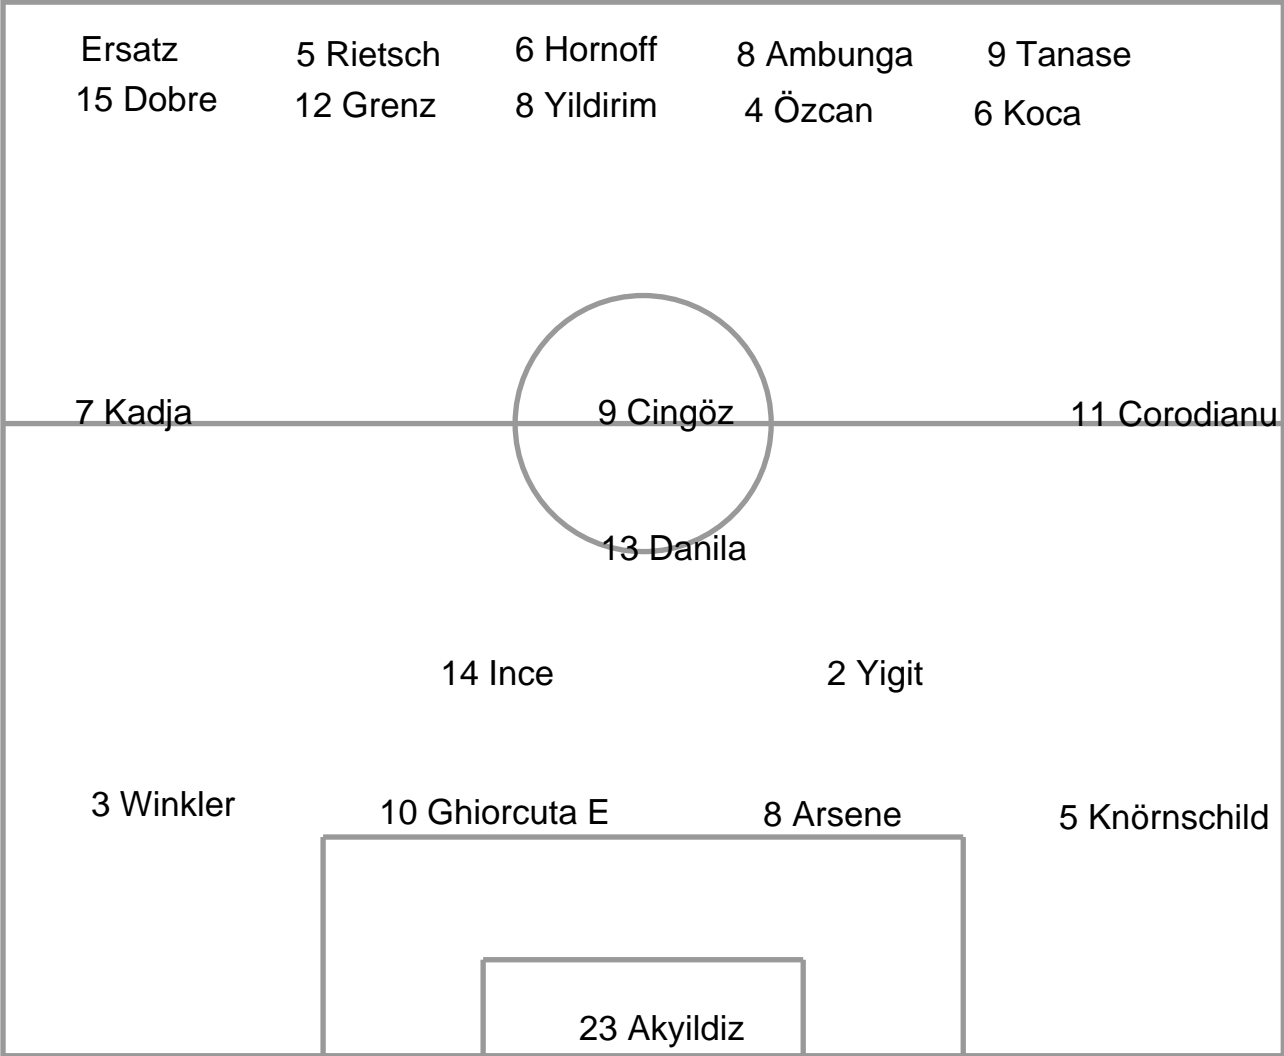 Ersatz 5 Rietsch 6 Hornoff 8 Ambunga 9 Tanase
15 Dobre 12 Grenz 8 Yildirim 4 Özcan 6 Koca
7 Kadja 9 Cingöz 11 Corodianu
13 Danila
14 Ince 2 Yigit
3 Winkler 10 Ghiorcuta E 8 Arsene 5 Knörnschild
23 Akyildiz